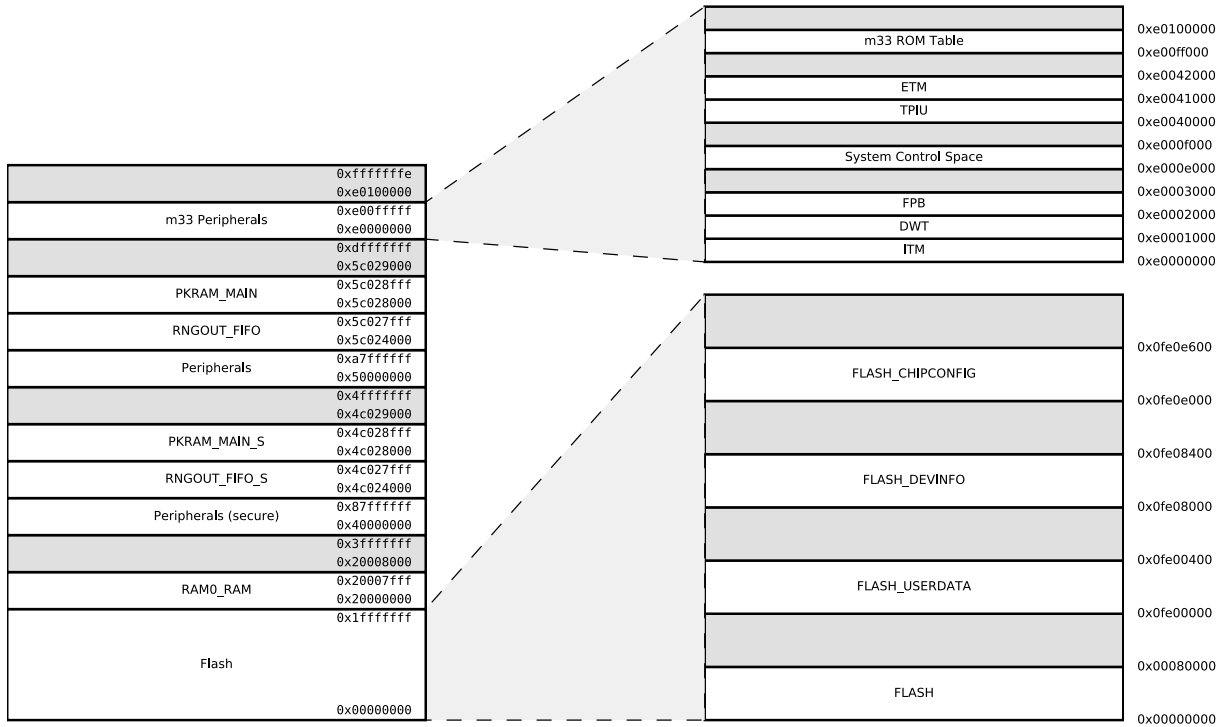 0xfffffffe
0xe0100000
m33 Peripherals
0xe00fffff
0xe0000000
0xdfffffff
0x5c029000
PKRAM_MAIN
0x5c028fff
0x5c028000
RNGOUT_FIFO
0x5c027fff
0x5c024000
Peripherals
0xa7ffffff
0x50000000
0x4fffffff
0x4c029000
PKRAM_MAIN_S
0x4c028fff
0x4c028000
RNGOUT_FIFO_S
0x4c027fff
0x4c024000
Peripherals (secure)
0x87ffffff
0x40000000
0x3fffffff
0x20008000
RAM0_RAM
0x20007fff
0x20000000
0x1fffffff
Flash
0x00000000
0xe0100000
m33 ROM Table
0xe00ff000
0xe0042000
ETM
0xe0041000
TPIU
0xe0040000
0xe000f000
System Control Space
0xe000e000
0xe0003000
FPB
0xe0002000
DWT
0xe0001000
ITM
0xe0000000
0x0fe0e600
FLASH_CHIPCONFIG
0x0fe0e000
0x0fe08400
FLASH_DEVINFO
0x0fe08000
0x0fe00400
FLASH_USERDATA
0x0fe00000
0x00080000
FLASH
0x00000000